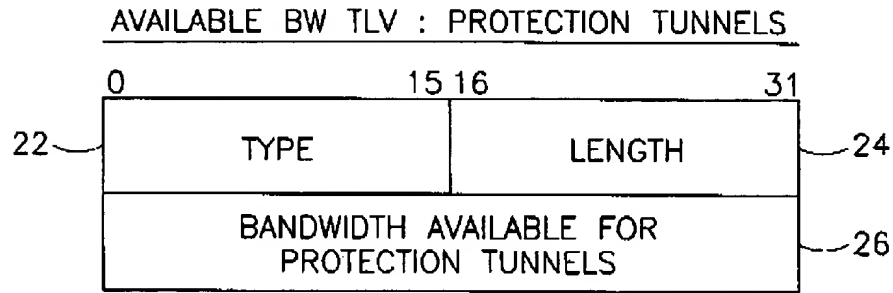 AVAILABLE BW TLV : PROTECTION TUNNELS
0 15 16 31
22 TYPE LENGTH 24
BANDWIDTH AVAILABLE FOR
PROTECTION TUNNELS 26